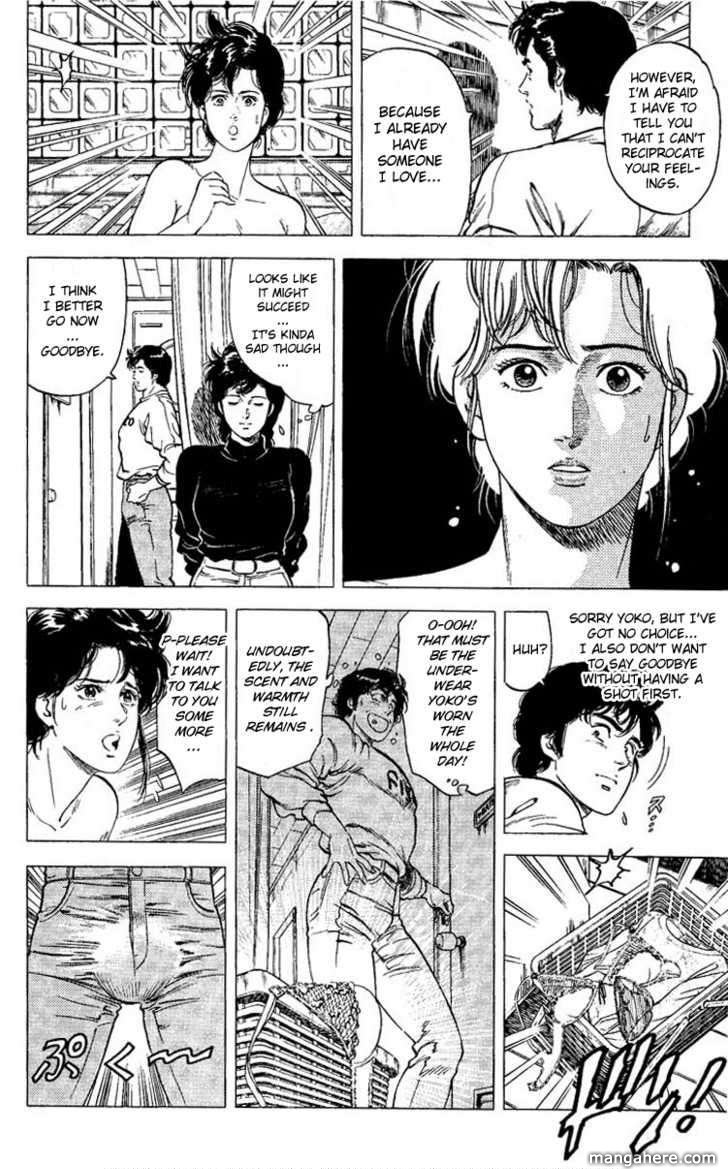 HOWEVER,
I'M AFRAID
I HAVE TO
TELL YOU
THAT I CAN'T
RECIPROCATE
YOUR FEEL-
INGS.
BECAUSE
I ALREADY
HAVE
SOMEONE
I LOVE...
LOOKS LIKE
IT MIGHT
SUCCEED
...
IT'S KINDA
SAD THOUGH
...
I THINK
I BETTER
GO NOW
...
GOODBYE.
SORRY YOKO, BUT I'VE
GOT NO CHOICE...
I ALSO DON'T WANT
TO SAY GOODBYE
WITHOUT HAVING A
SHOT FIRST.
HUH?
ス...
ドドッ!
O-OOH!
THAT MUST
BE THE
UNDER-
WEAR
YOKO'S
WORN
THE
WHOLE
DAY!
UNDOUBT-
EDLY, THE
SCENT AND
WARMTH
STILL
REMAINS.
P-PLEASE
WAIT!
I WANT
TO TALK
TO YOU
SOME
MORE
...
ぷく〜
mangahere.com